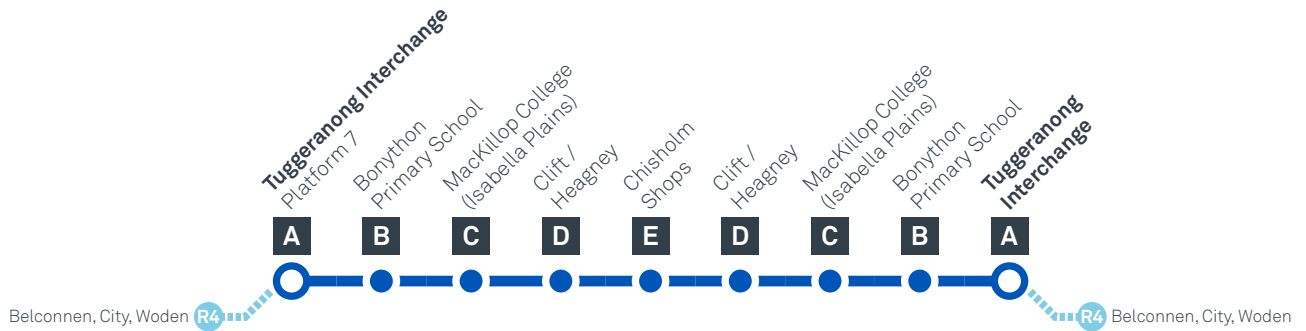 Tuggeranong Interchange
Platform 7
Bonython
Primary School
MacKillop College
(Isabella Plains)
Clift /
Heagney
Chisholm
Shops
Clift /
Heagney
MacKillop College
(Isabella Plains)
Bonython
Primary School
Tuggeranong
Interchange
A B C D E D C B A
Belconnen, City, Woden R4
R4 Belconnen, City, Woden